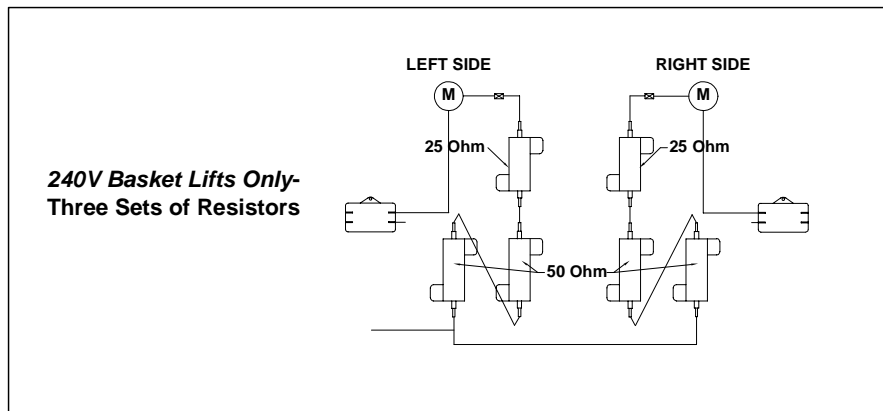 LEFT SIDE
RIGHT SIDE
M
M
25 Ohm
25 Ohm
240V Basket Lifts Only-
Three Sets of Resistors
50 Ohm